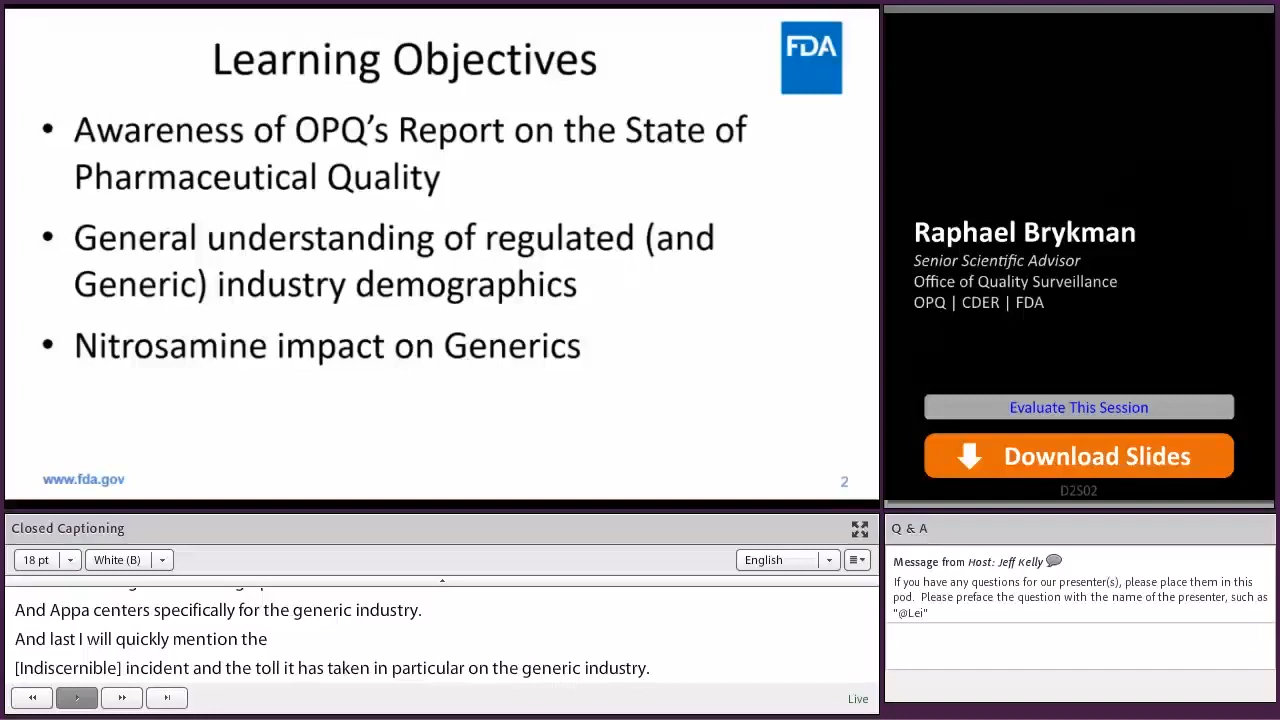 Learning Objectives
FDA
• Awareness of OPQ's Report on the State of
Pharmaceutical Quality
• General understanding of regulated (and
Generic) industry demographics
• Nitrosamine impact on Generics
www.fda.gov
2
Raphael Brykman
Senior Scientific Advisor
Office of Quality Surveillance
OPQ | CDER | FDA
Evaluate This Session
Download Slides
D2S02
Closed Captioning
18 pt
White (B)
English
And Appa centers specifically for the generic industry.
And last I will quickly mention the
[Indiscernible] incident and the toll it has taken in particular on the generic industry.
Live
Q & A
Message from Host: Jeff Kelly
If you have any questions for our presenter(s), please place them in this
pod. Please preface the question with the name of the presenter, such as
"@Lei"